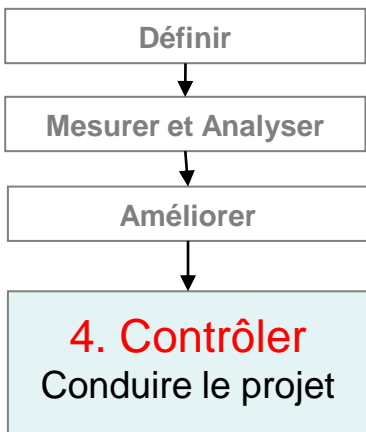 Définir
Mesurer et Analyser
Améliorer
4. Contrôler
Conduire le projet